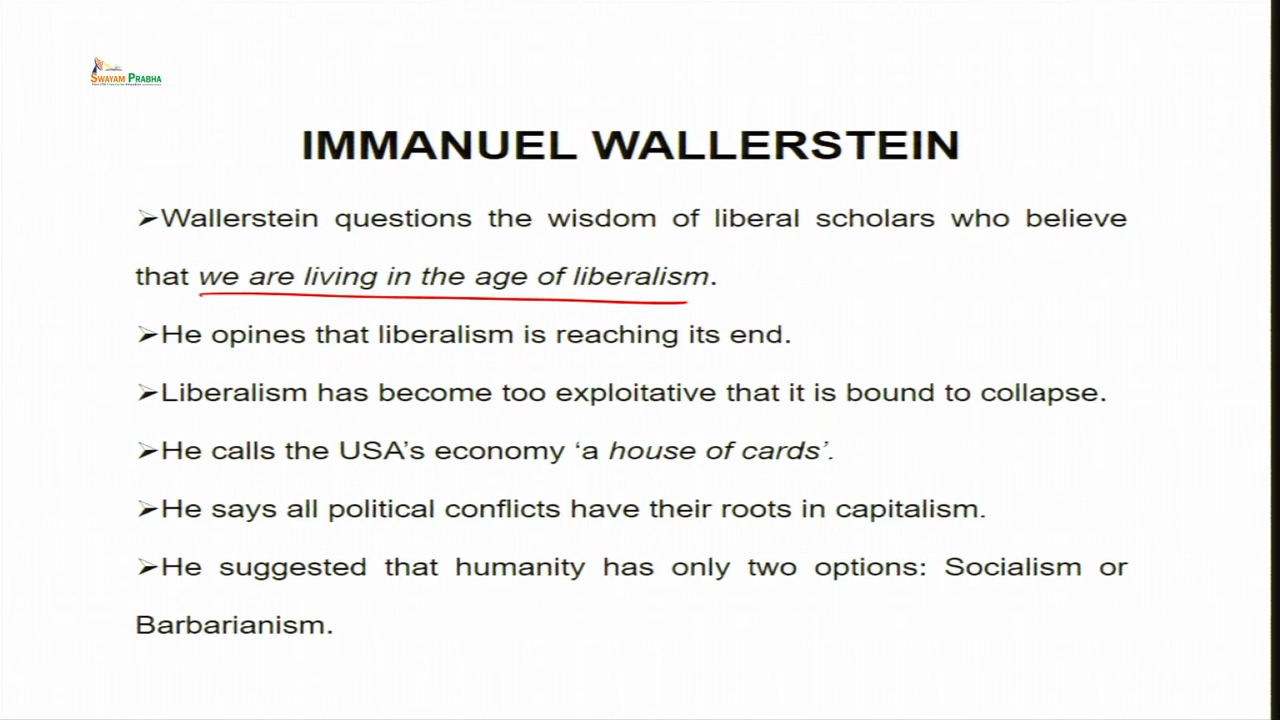 SWAYAM PRABHA
IMMANUEL WALLERSTEIN
➢Wallerstein questions the wisdom of liberal scholars who believe
that we are living in the age of liberalism.
➢He opines that liberalism is reaching its end.
➢Liberalism has become too exploitative that it is bound to collapse.
➢He calls the USA’s economy ‘a house of cards’.
➢He says all political conflicts have their roots in capitalism.
➢He suggested that humanity has only two options: Socialism or
Barbarianism.